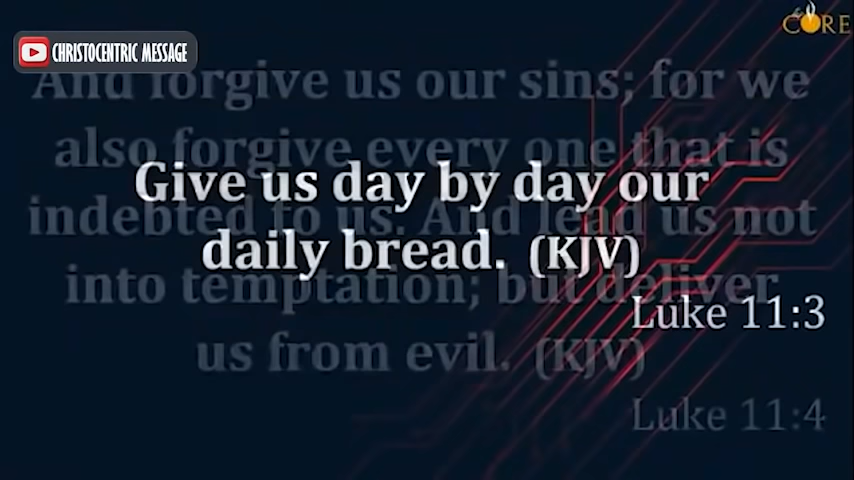 CHRISTOCENTRIC MESSAGE
the CORE
And forgive us our sins; for we
also forgive every one that is
indebted to us. And lead us not
into temptation; but deliver
us from evil. (KJV)
Luke 11:4
Give us day by day our
daily bread. (KJV)
Luke 11:3